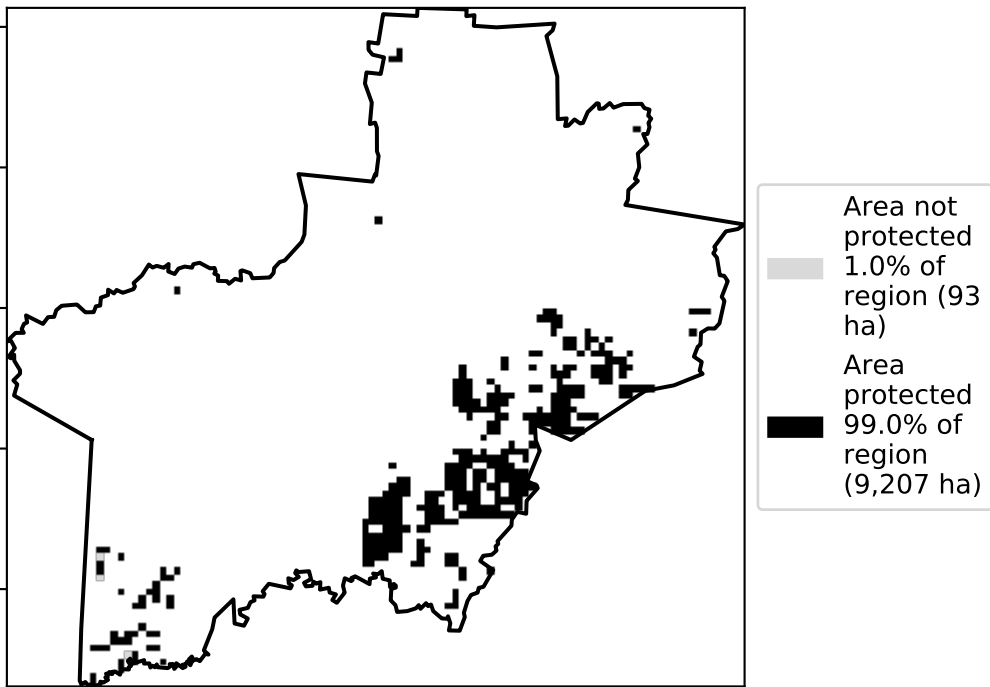 Area not
protected
1.0% of
region (93
ha)
Area
protected
99.0% of
region
(9,207 ha)